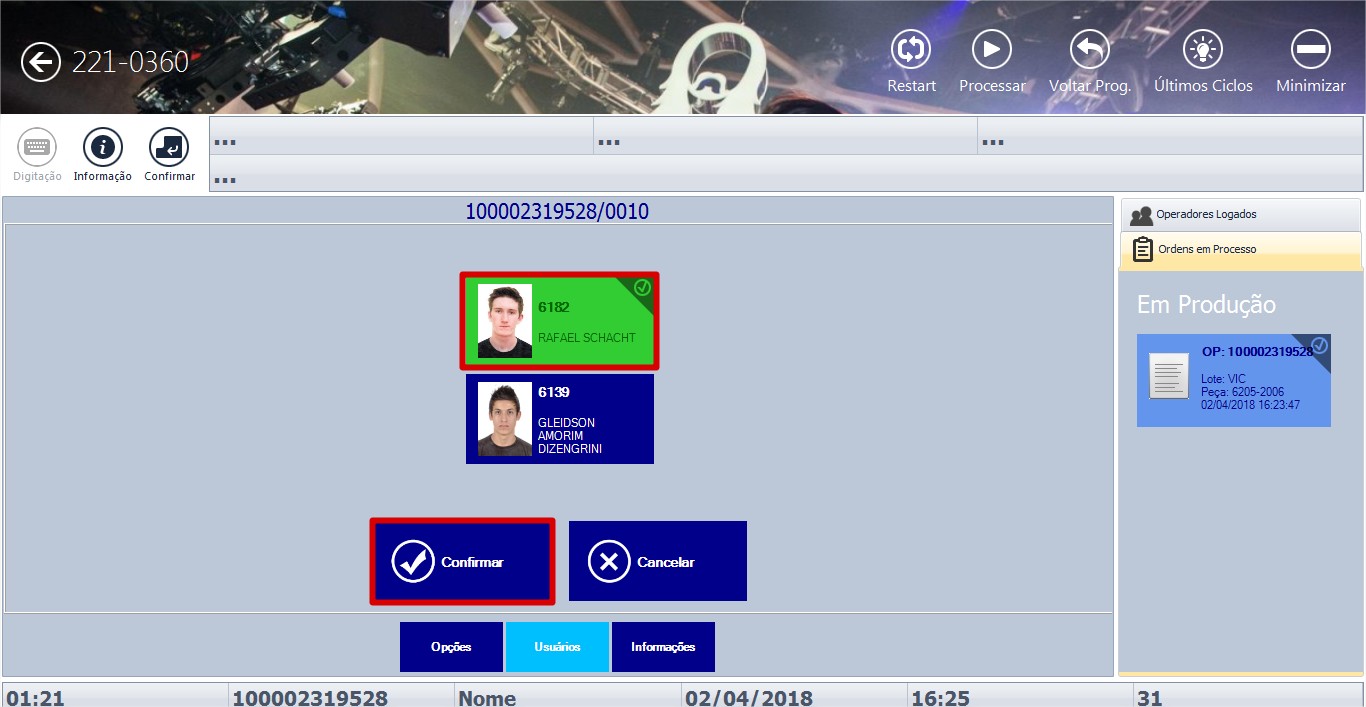 221-0360
Restart
Processar
Voltar Prog.
Últimos Ciclos
Minimizar
Digitação
Informação
Confirmar
...
...
...
...
100002319528/0010
6182
RAFAEL SCHACHT
6139
GLEIDSON
AMORIM
DIZENGRINI
Confirmar
Cancelar
Opções
Usuários
Informações
Operadores Logados
Ordens em Processo
Em Produção
OP: 100002319528
Lote: VIC
Peça: 6205-2006
02/04/2018 16:23:47
01:21
100002319528
Nome
02/04/2018
16:25
31